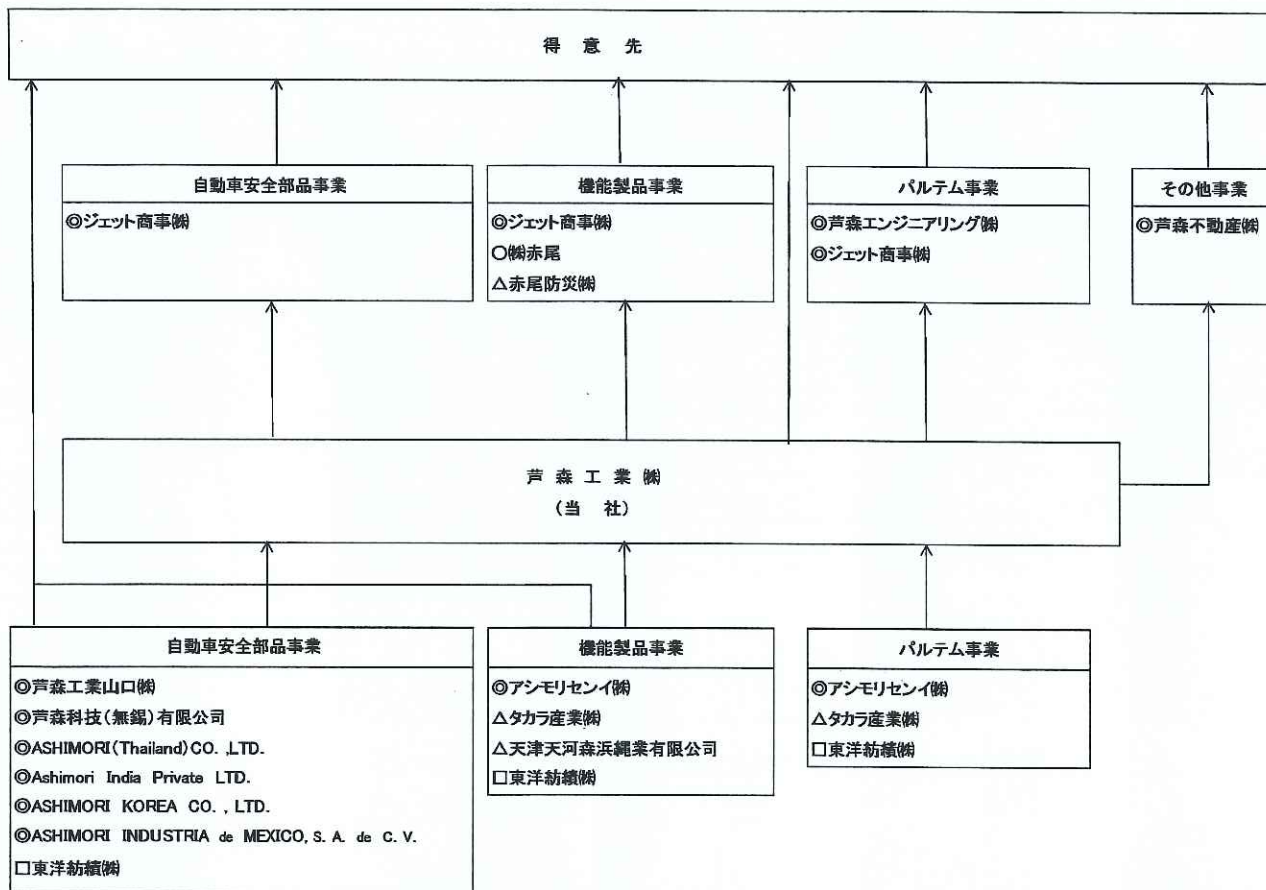 得意先
自動車安全部品事業
◎ジェット商事㈱
機能製品事業
◎ジェット商事㈱
○㈱赤尾
△赤尾防災㈱
パルテム事業
◎芦森エンジニアリング㈱
◎ジェット商事㈱
その他事業
◎芦森不動産㈱
芦森工業㈱
(当社)
自動車安全部品事業
◎芦森工業山口㈱
◎芦森科技(無錫)有限公司
◎ASHIMORI(Thailand)CO.,LTD.
◎Ashimori India Private LTD.
◎ASHIMORI KOREA CO., LTD.
◎ASHIMORI INDUSTRIA de MEXICO, S. A. de C. V.
□東洋紡績㈱
機能製品事業
◎アシモリセンイ㈱
△タカラ産業㈱
△天津天河森浜縄業有限公司
□東洋紡績㈱
パルテム事業
◎アシモリセンイ㈱
△タカラ産業㈱
□東洋紡績㈱